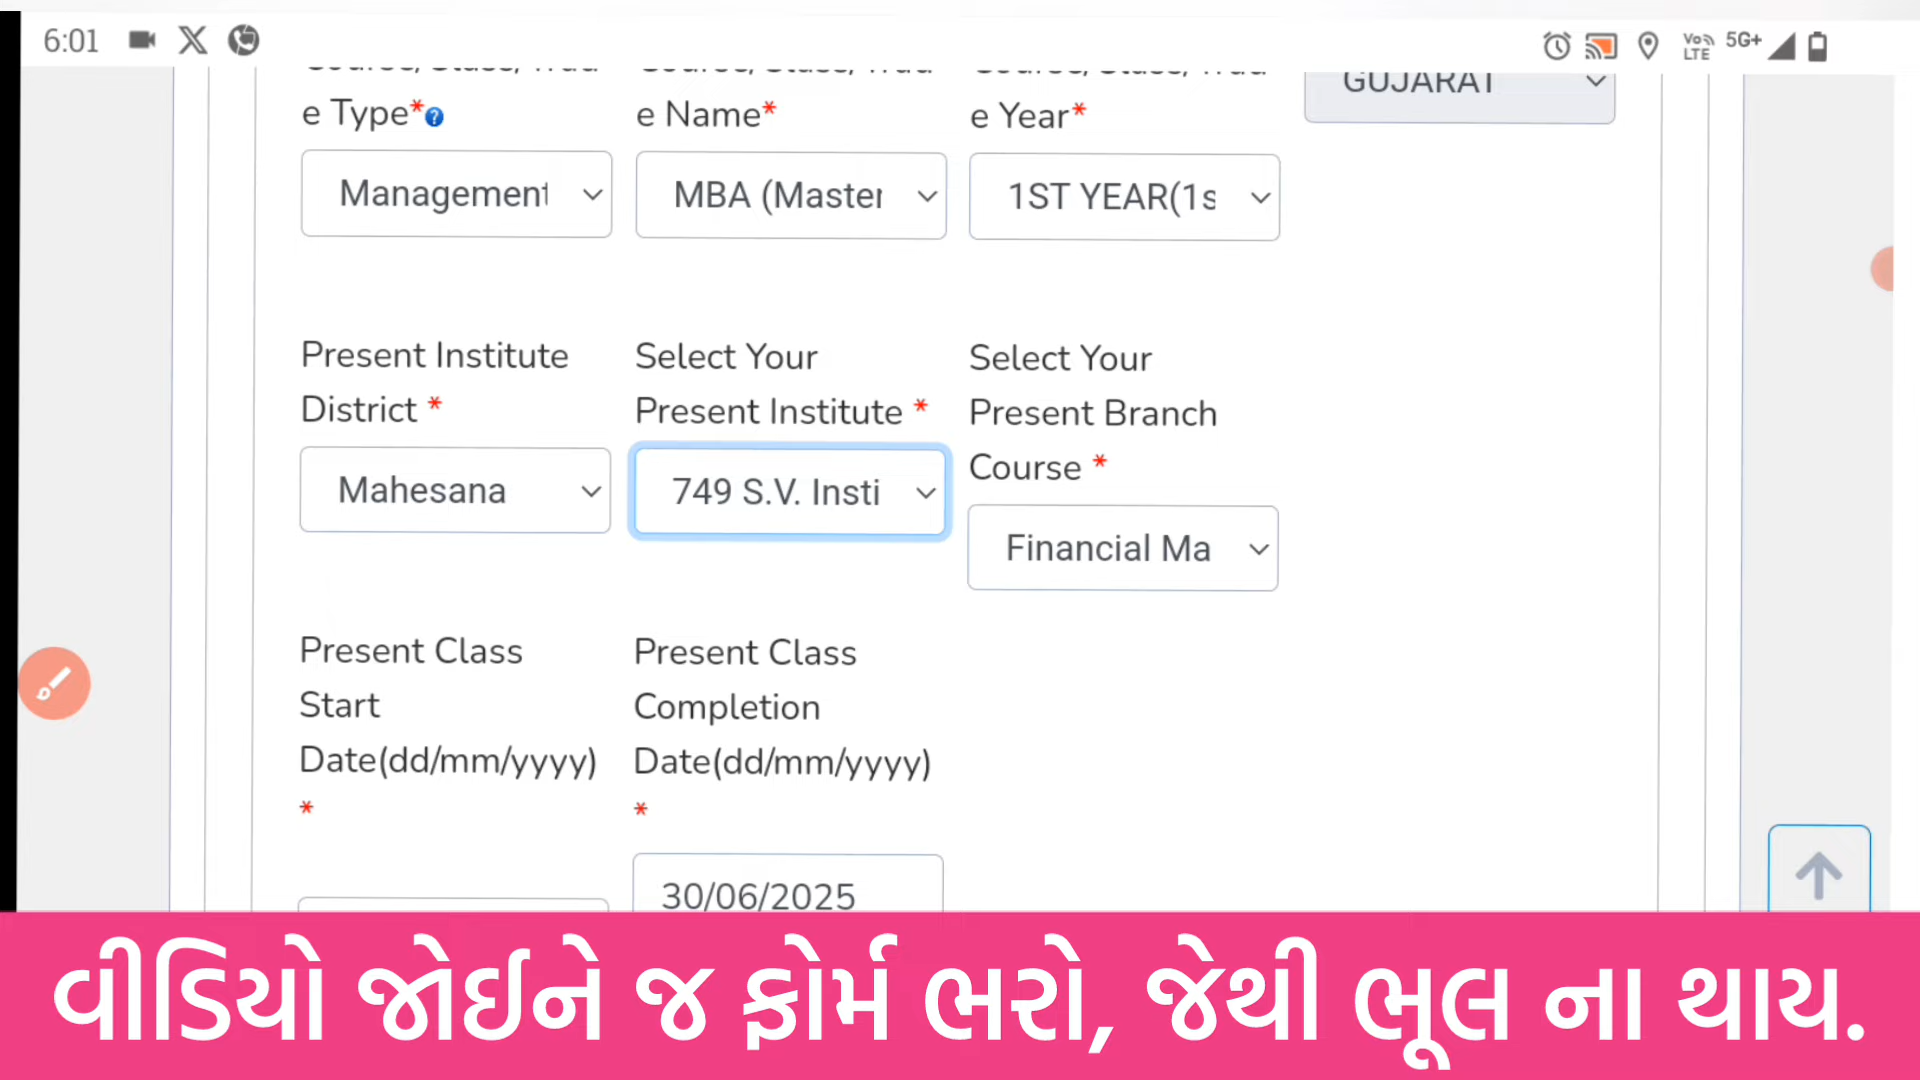 6:01
VoLTE 5G+
GUJARAT
e Type*
e Name*
e Year*
Management
MBA (Master
1ST YEAR(1s
Present Institute
District *
Select Your
Present Institute *
Select Your
Present Branch
Course *
Mahesana
749 S.V. Insti
Financial Ma
Present Class
Start
Date(dd/mm/yyyy)
*
Present Class
Completion
Date(dd/mm/yyyy)
*
30/06/2025
વીડિયો જોઈને જ ફોર્મ ભરો, જેથી ભૂલ ના થાય.